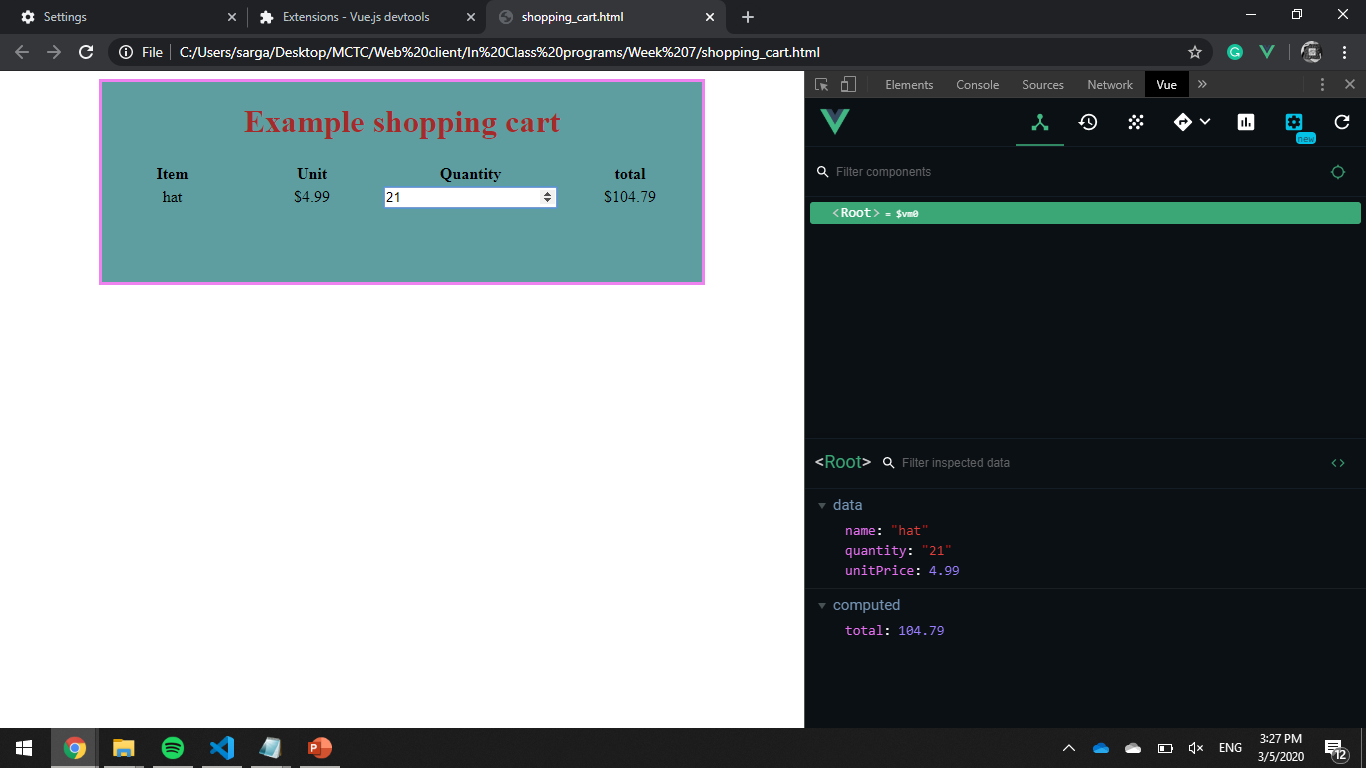 Settings
Extensions - Vue.js devtools
shopping_cart.html
File
C:/Users/sarga/Desktop/MCTC/Web%20client/In%20Class%20programs/Week%207/shopping_cart.html
Example shopping cart
Item Unit Quantity total
hat $4.99 21 $104.79
Elements Console Sources Network Vue »
new
Filter components
<Root> = $vm0
<Root> Filter inspected data <>
data
name: "hat"
quantity: "21"
unitPrice: 4.99
computed
total: 104.79
ENG
3:27 PM
3/5/2020
12